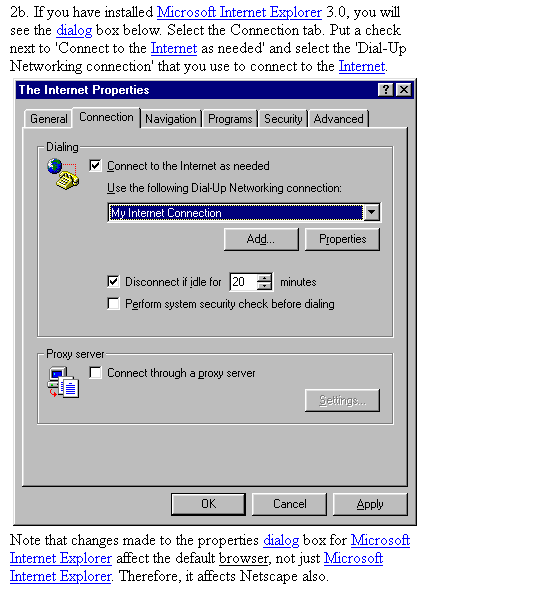 2b. If you have installed Microsoft Internet Explorer 3.0, you will
see the dialog box below. Select the Connection tab. Put a check
next to 'Connect to the Internet as needed' and select the 'Dial-Up
Networking connection' that you use to connect to the Internet.
The Internet Properties
General Connection Navigation Programs Security Advanced
Dialing
Connect to the Internet as needed
Use the following Dial-Up Networking connection:
My Internet Connection
Add... Properties
Disconnect if idle for 20 minutes
Perform system security check before dialing
Proxy server
Connect through a proxy server
Settings...
OK Cancel Apply
Note that changes made to the properties dialog box for Microsoft
Internet Explorer affect the default browser, not just Microsoft
Internet Explorer. Therefore, it affects Netscape also.